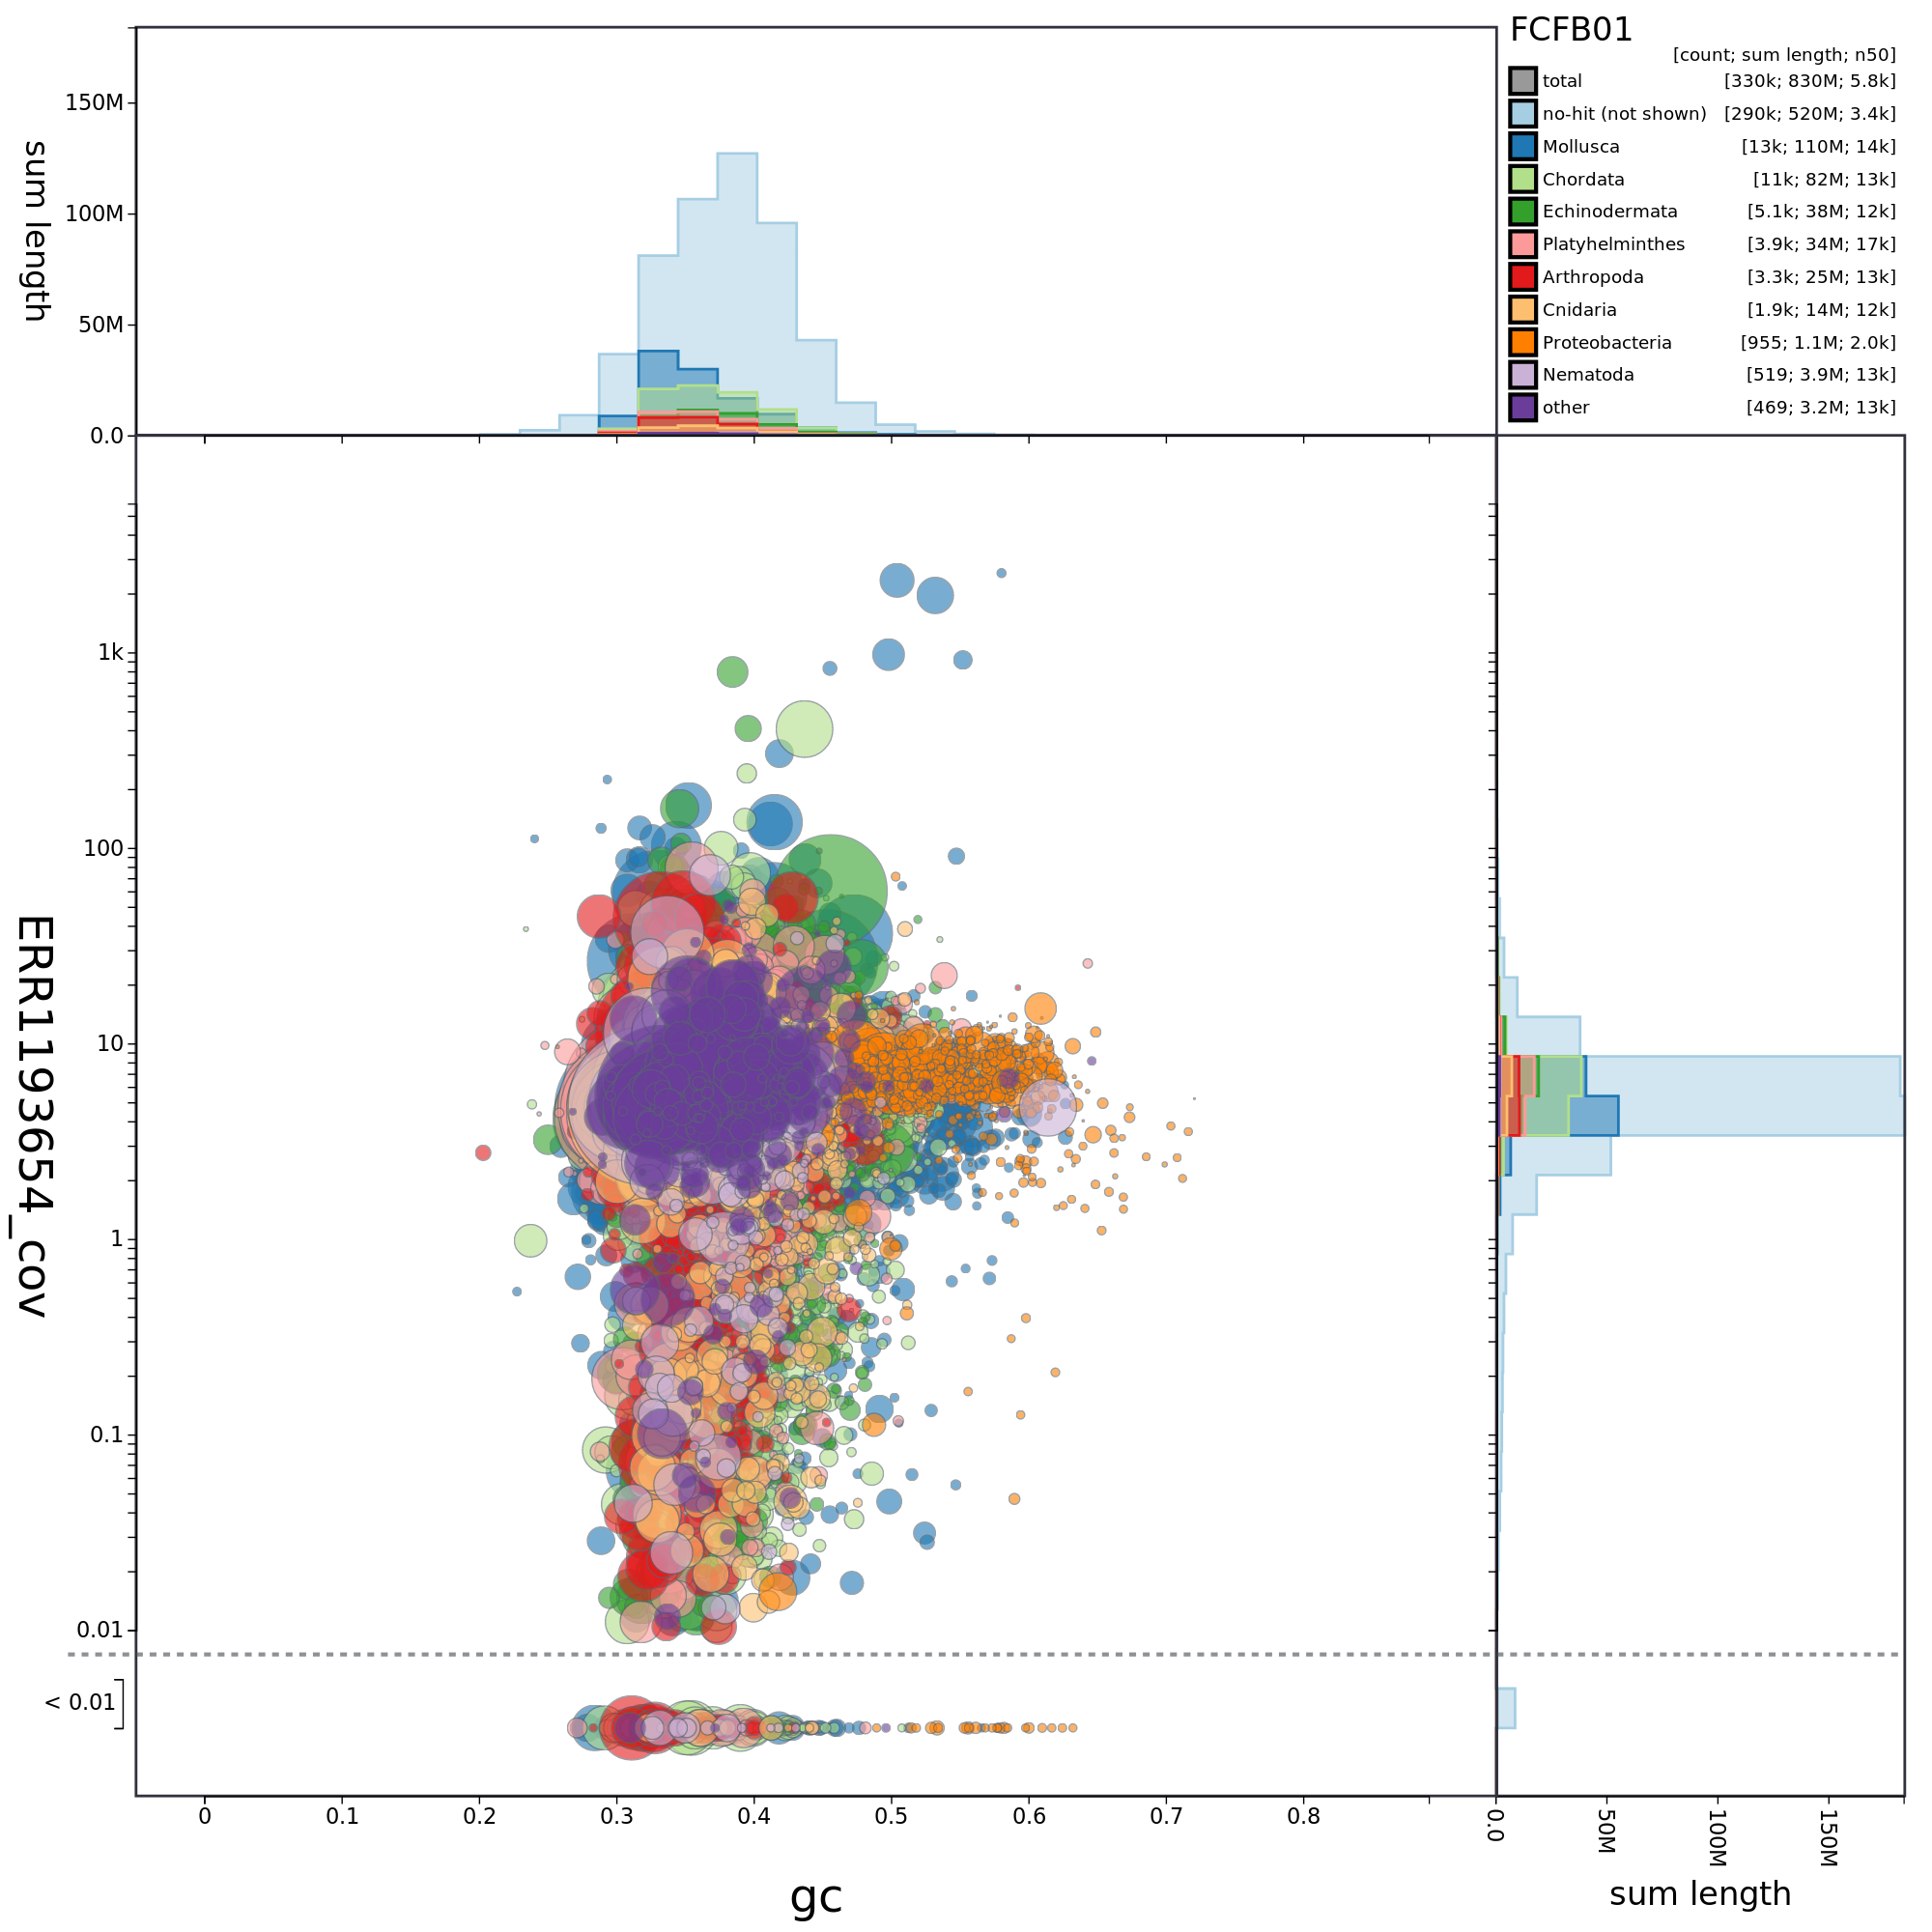 FCFB01
[count; sum length; n50]
total [330k; 830M; 5.8k]
no-hit (not shown) [290k; 520M; 3.4k]
Mollusca [13k; 110M; 14k]
Chordata [11k; 82M; 13k]
Echinodermata [5.1k; 38M; 12k]
Platyhelminthes [3.9k; 34M; 17k]
Arthropoda [3.3k; 25M; 13k]
Cnidaria [1.9k; 14M; 12k]
Proteobacteria [955; 1.1M; 2.0k]
Nematoda [519; 3.9M; 13k]
other [469; 3.2M; 13k]
sum length
150M
100M
50M
0.0
ERR1193654_cov
1k
100
10
1
0.1
0.01
< 0.01
0 0.1 0.2 0.3 0.4 0.5 0.6 0.7 0.8
gc
0.0 50M 100M 150M
sum length